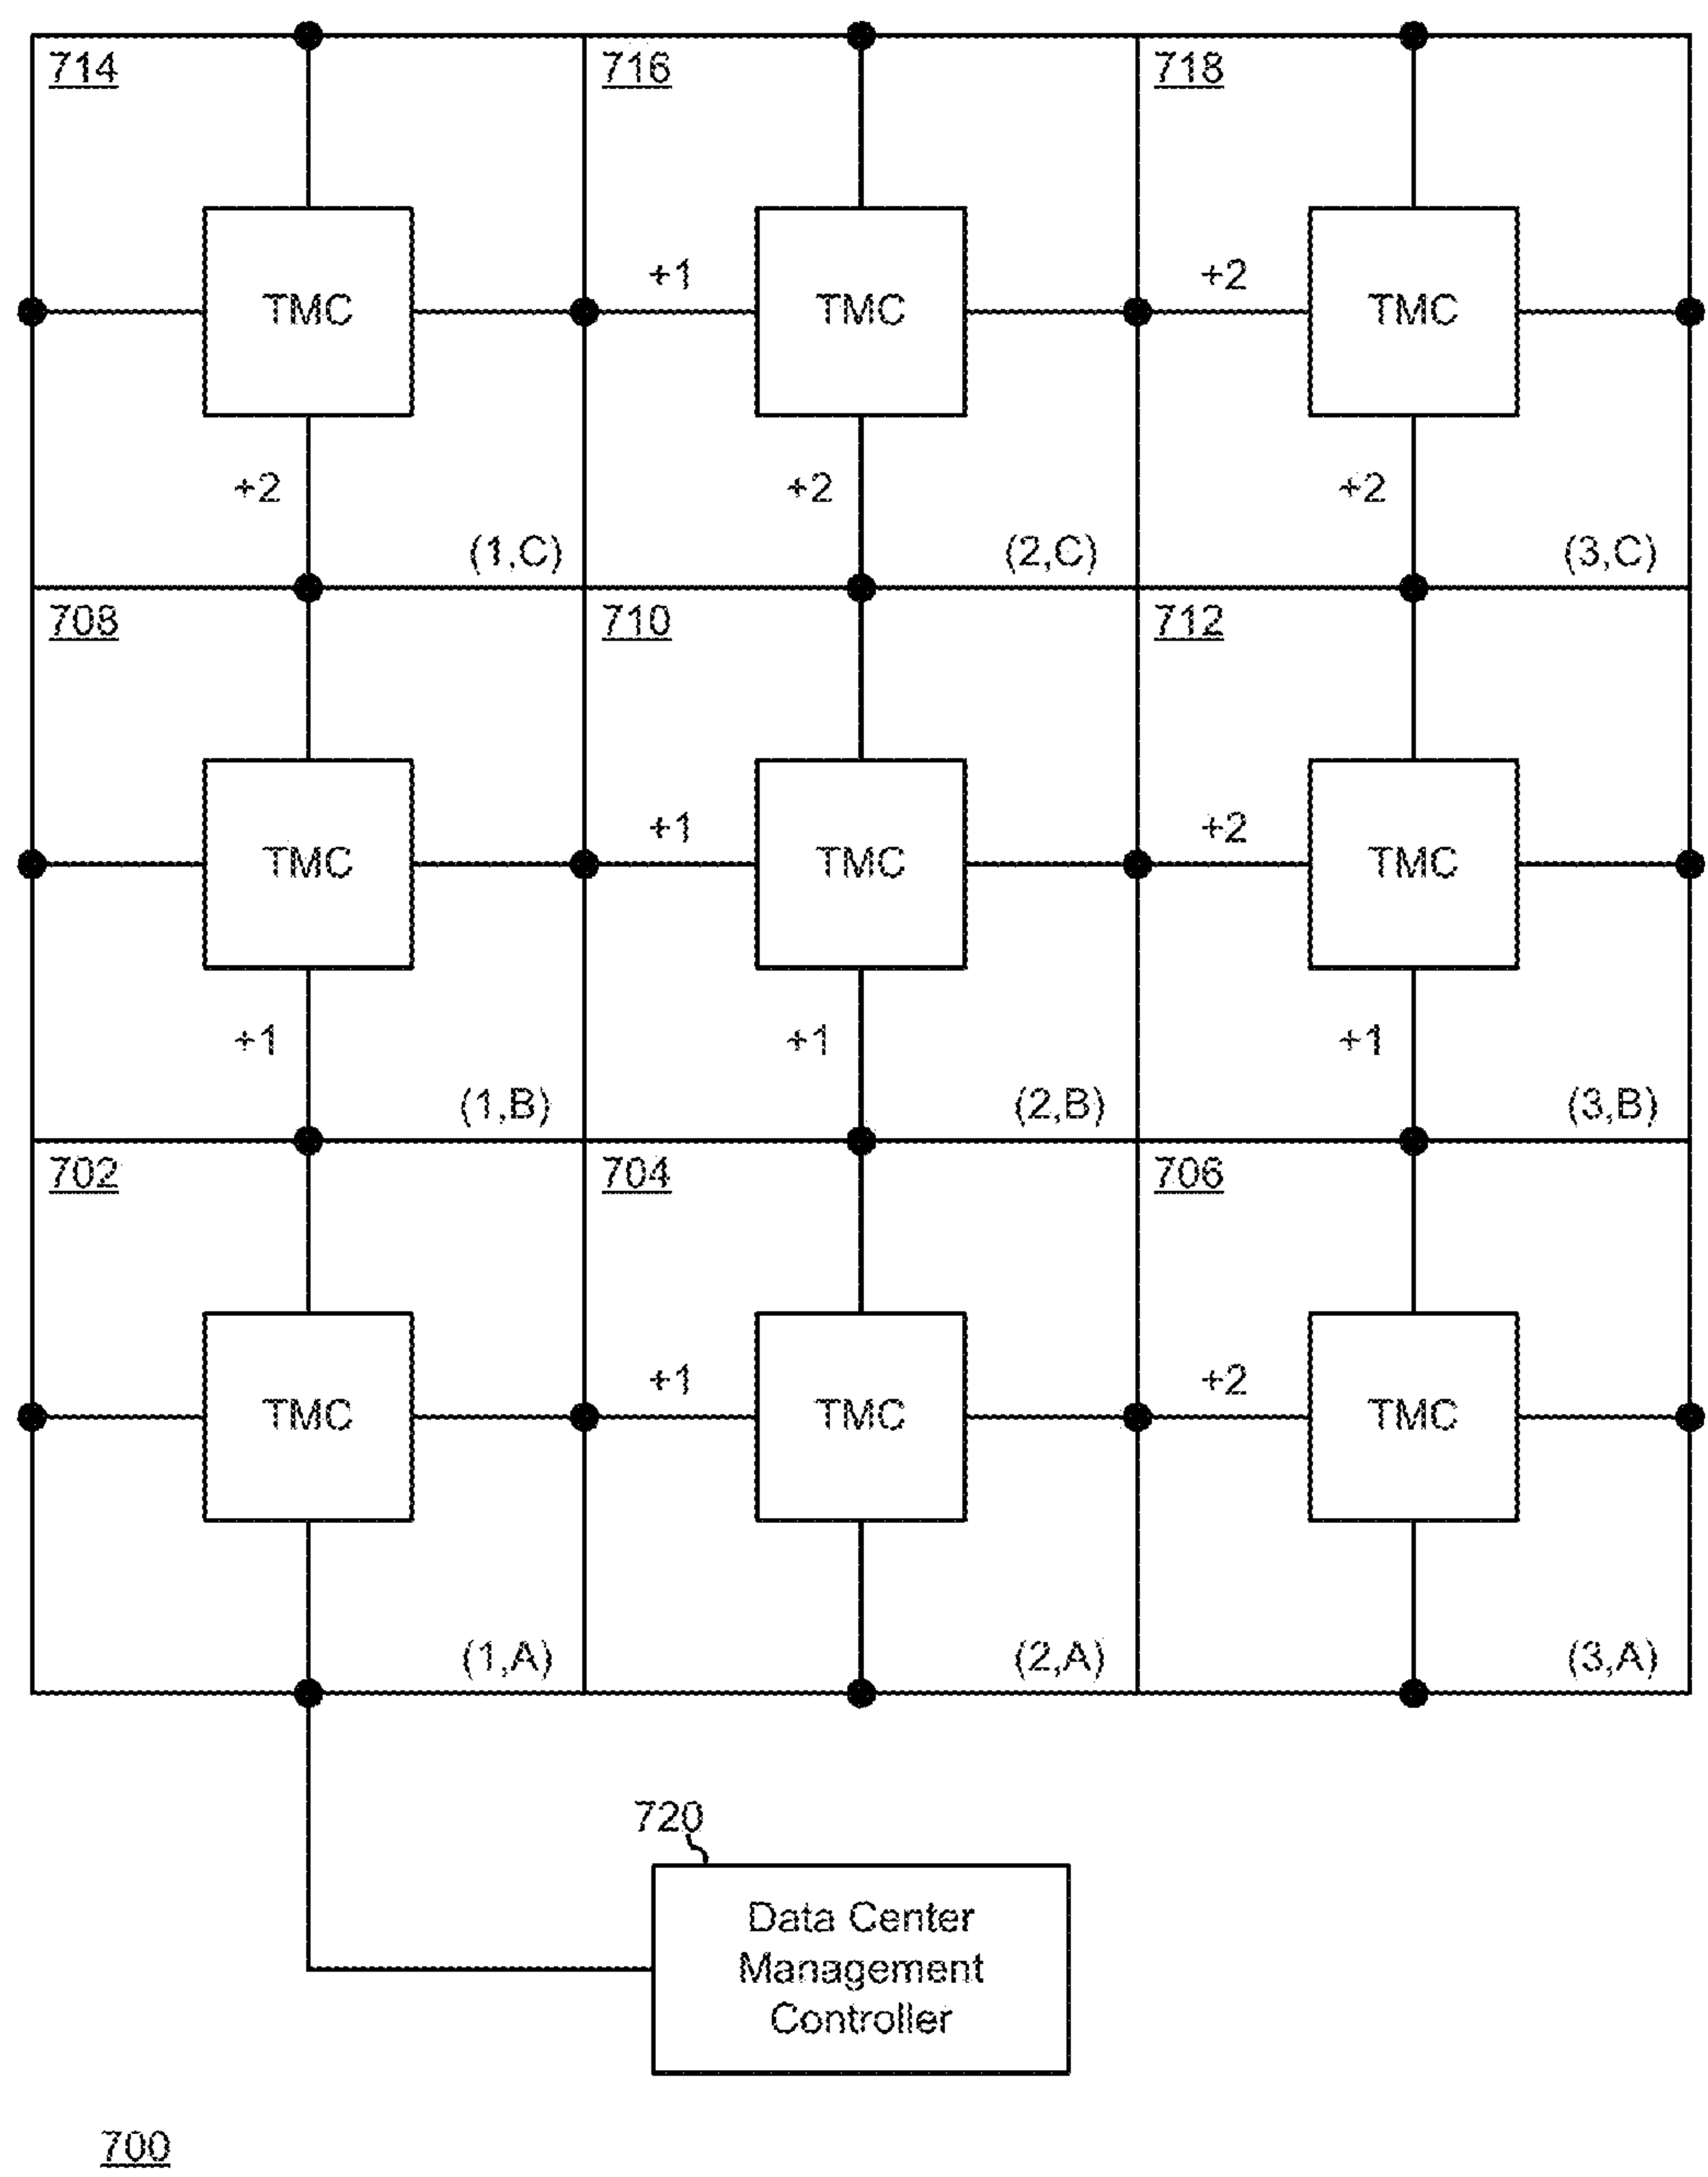 714 716 718
+1 +2
TMC TMC TMC
+2 +2 +2
(1,C) (2,C) (3,C)
708 710 712
+1 +2
TMC TMC TMC
+1 +1 +1
(1,B) (2,B) (3,B)
702 704 706
+1 +2
TMC TMC TMC
(1,A) (2,A) (3,A)
720
Data Center
Management
Controller
700